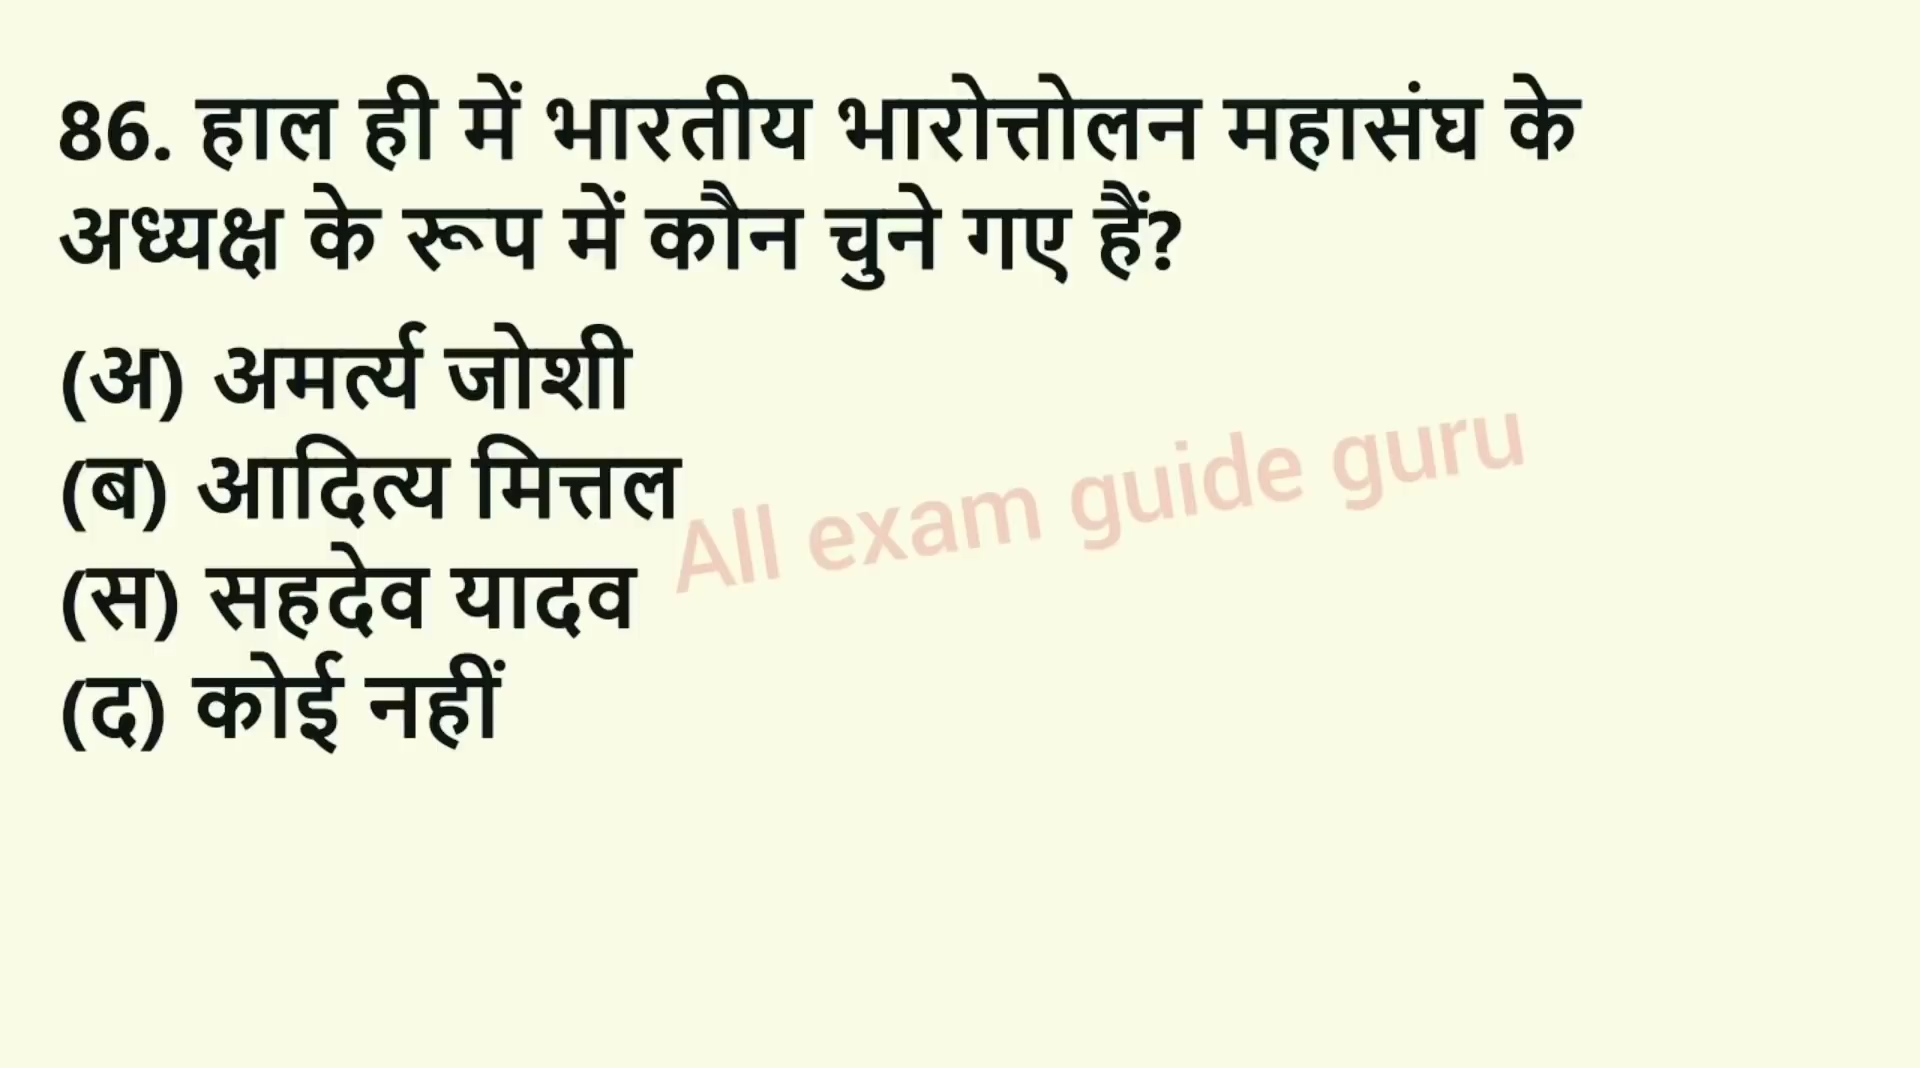 86. हाल ही में भारतीय भारोत्तोलन महासंघ के
अध्यक्ष के रूप में कौन चुने गए हैं?
(अ) अमर्त्य जोशी
(ब) आदित्य मित्तल
All exam guide guru
(स) सहदेव यादव
(द) कोई नहीं